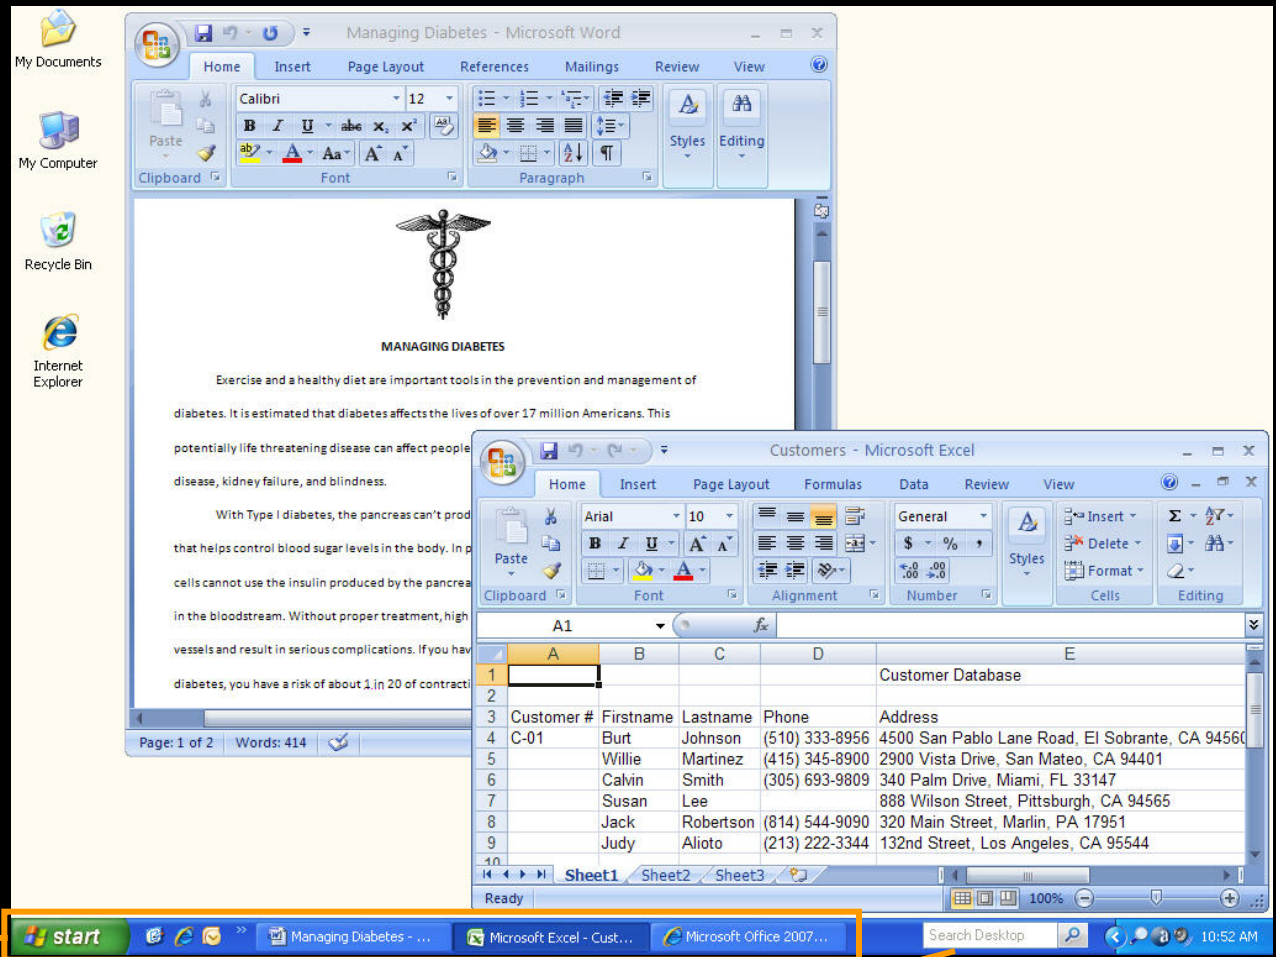 My Documents
My Computer
Recycle Bin
Internet
Explorer
Managing Diabetes - Microsoft Word
Home Insert Page Layout References Mailings Review View
Calibri 12
Paste
B I U abc x₂ x²
Aa A A
Styles Editing
Clipboard Font Paragraph
MANAGING DIABETES
Exercise and a healthy diet are important tools in the prevention and management of
diabetes. It is estimated that diabetes affects the lives of over 17 million Americans. This
potentially life threatening disease can affect people
disease, kidney failure, and blindness.
With Type I diabetes, the pancreas can't prod
that helps control blood sugar levels in the body. In p
cells cannot use the insulin produced by the pancrea
in the bloodstream. Without proper treatment, high
vessels and result in serious complications. If you hav
diabetes, you have a risk of about 1 in 20 of contracti
Page: 1 of 2 Words: 414
Customers - Microsoft Excel
Home Insert Page Layout Formulas Data Review View
Paste
Arial 10
B I U A A
General
$ % ,
Styles
Insert
Delete
Format
Clipboard Font Alignment Number Cells Editing
A1 fx
A B C D E
1 Customer Database
2
3 Customer # Firstname Lastname Phone Address
4 C-01 Burt Johnson (510) 333-8956 4500 San Pablo Lane Road, El Sobrante, CA 94560
5 Willie Martinez (415) 345-8900 2900 Vista Drive, San Mateo, CA 94401
6 Calvin Smith (305) 693-9809 340 Palm Drive, Miami, FL 33147
7 Susan Lee 888 Wilson Street, Pittsburgh, CA 94565
8 Jack Robertson (814) 544-9090 320 Main Street, Marlin, PA 17951
9 Judy Alioto (213) 222-3344 132nd Street, Los Angeles, CA 95544
10
Sheet1 Sheet2 Sheet3
Ready 100%
start Managing Diabetes - ... Microsoft Excel - Cust... Microsoft Office 2007... Search Desktop 10:52 AM